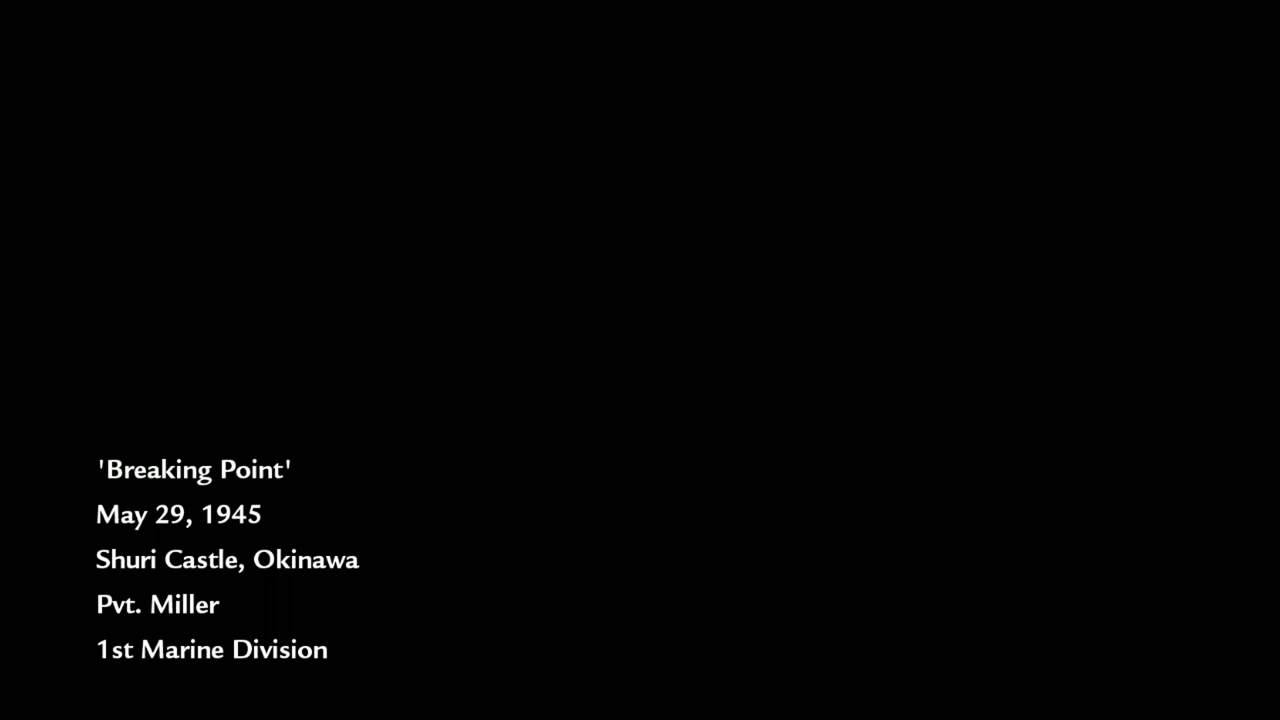 'Breaking Point'
May 29, 1945
Shuri Castle, Okinawa
Pvt. Miller
1st Marine Division